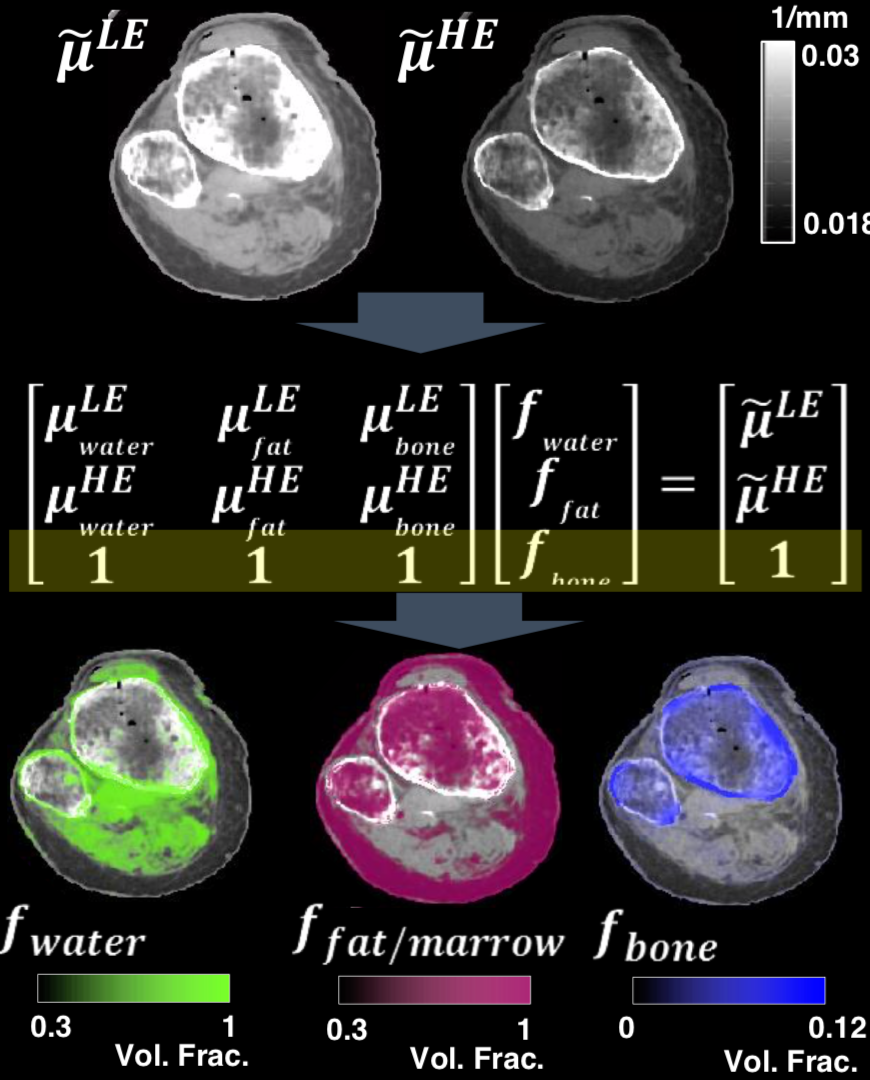 μ̃^LE μ̃^HE 1/mm
0.03
0.018
μ^LE_water μ^LE_fat μ^LE_bone f_water μ̃^LE
μ^HE_water μ^HE_fat μ^HE_bone f_fat = μ̃^HE
1 1 1 f_bone 1
f_water f_fat/marrow f_bone
0.3 1 0.3 1 0 0.12
Vol. Frac. Vol. Frac. Vol. Frac.